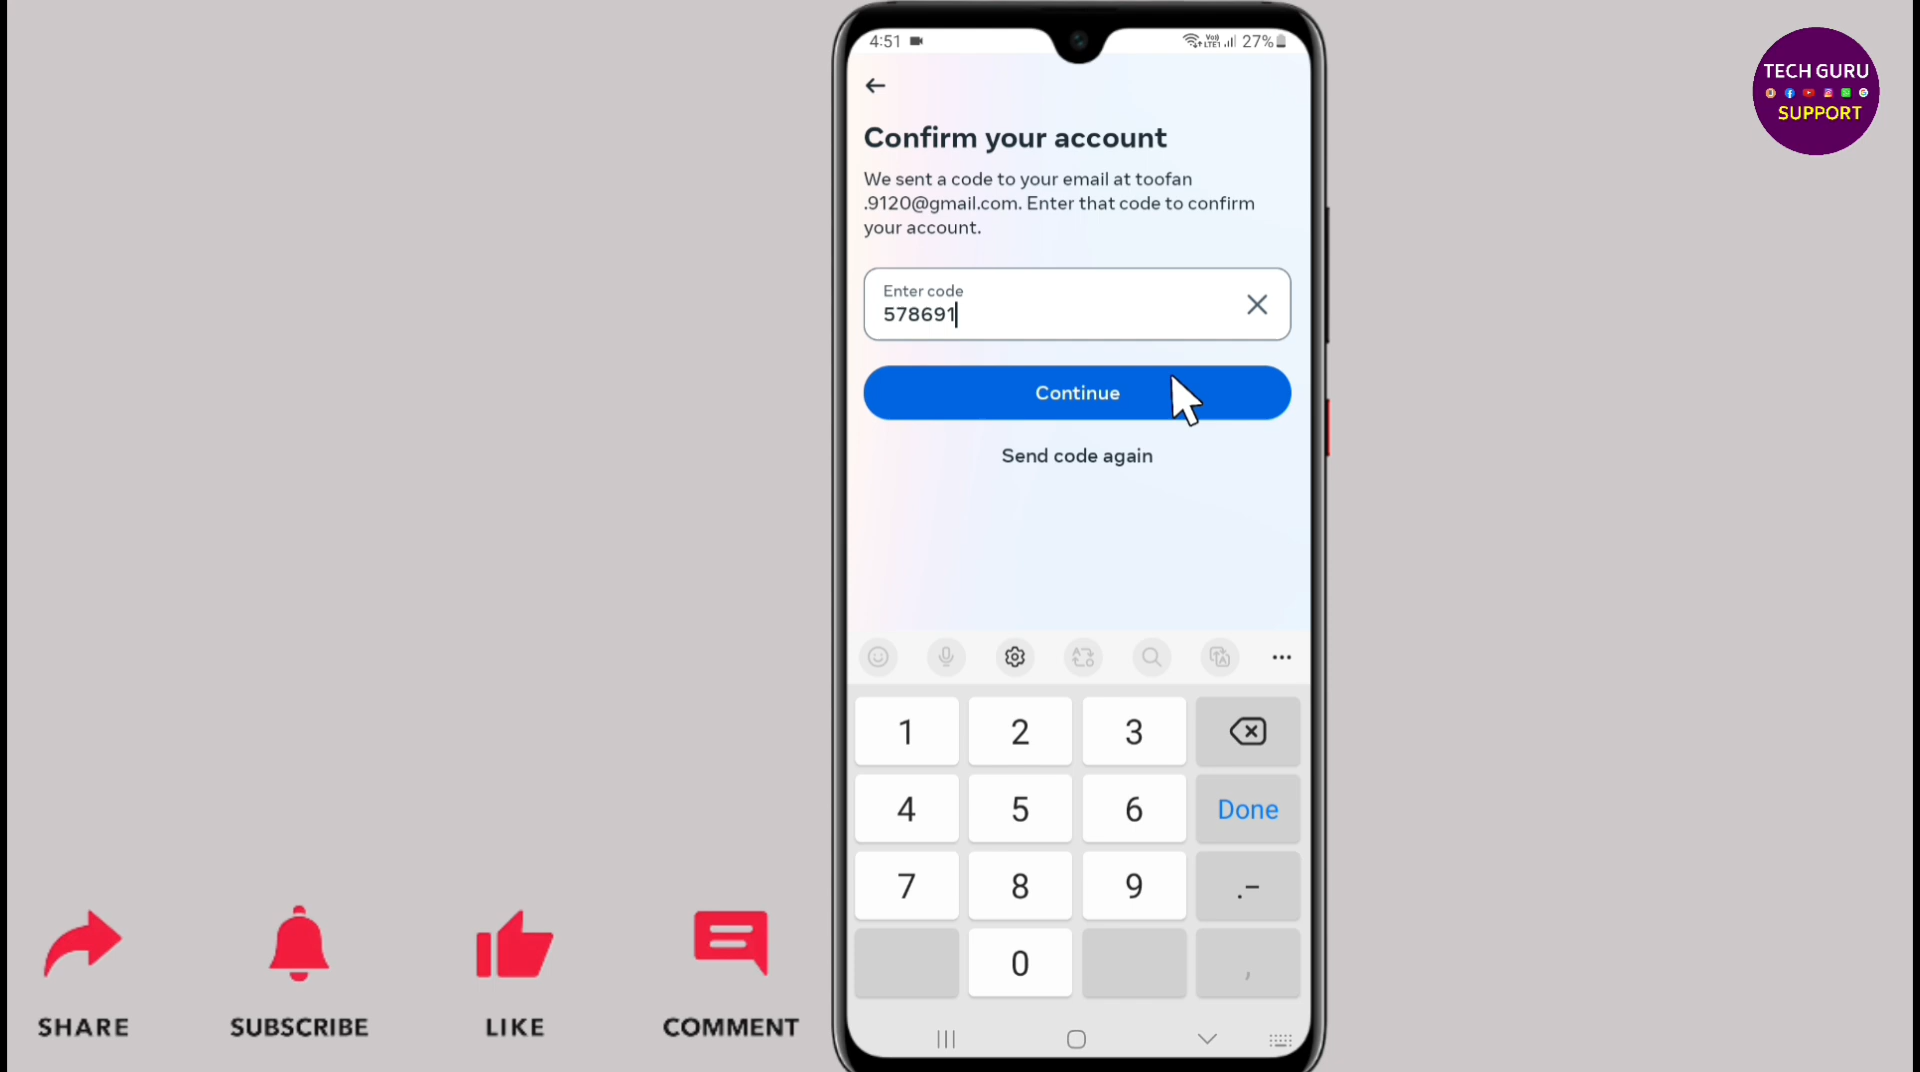 4:51
Vo))
LTE1
27%
TECH GURU
SUPPORT
Confirm your account
We sent a code to your email at toofan
.9120@gmail.com. Enter that code to confirm
your account.
Enter code
578691
Continue
Send code again
1 2 3
4 5 6 Done
7 8 9 .-
0 ,
SHARE SUBSCRIBE LIKE COMMENT